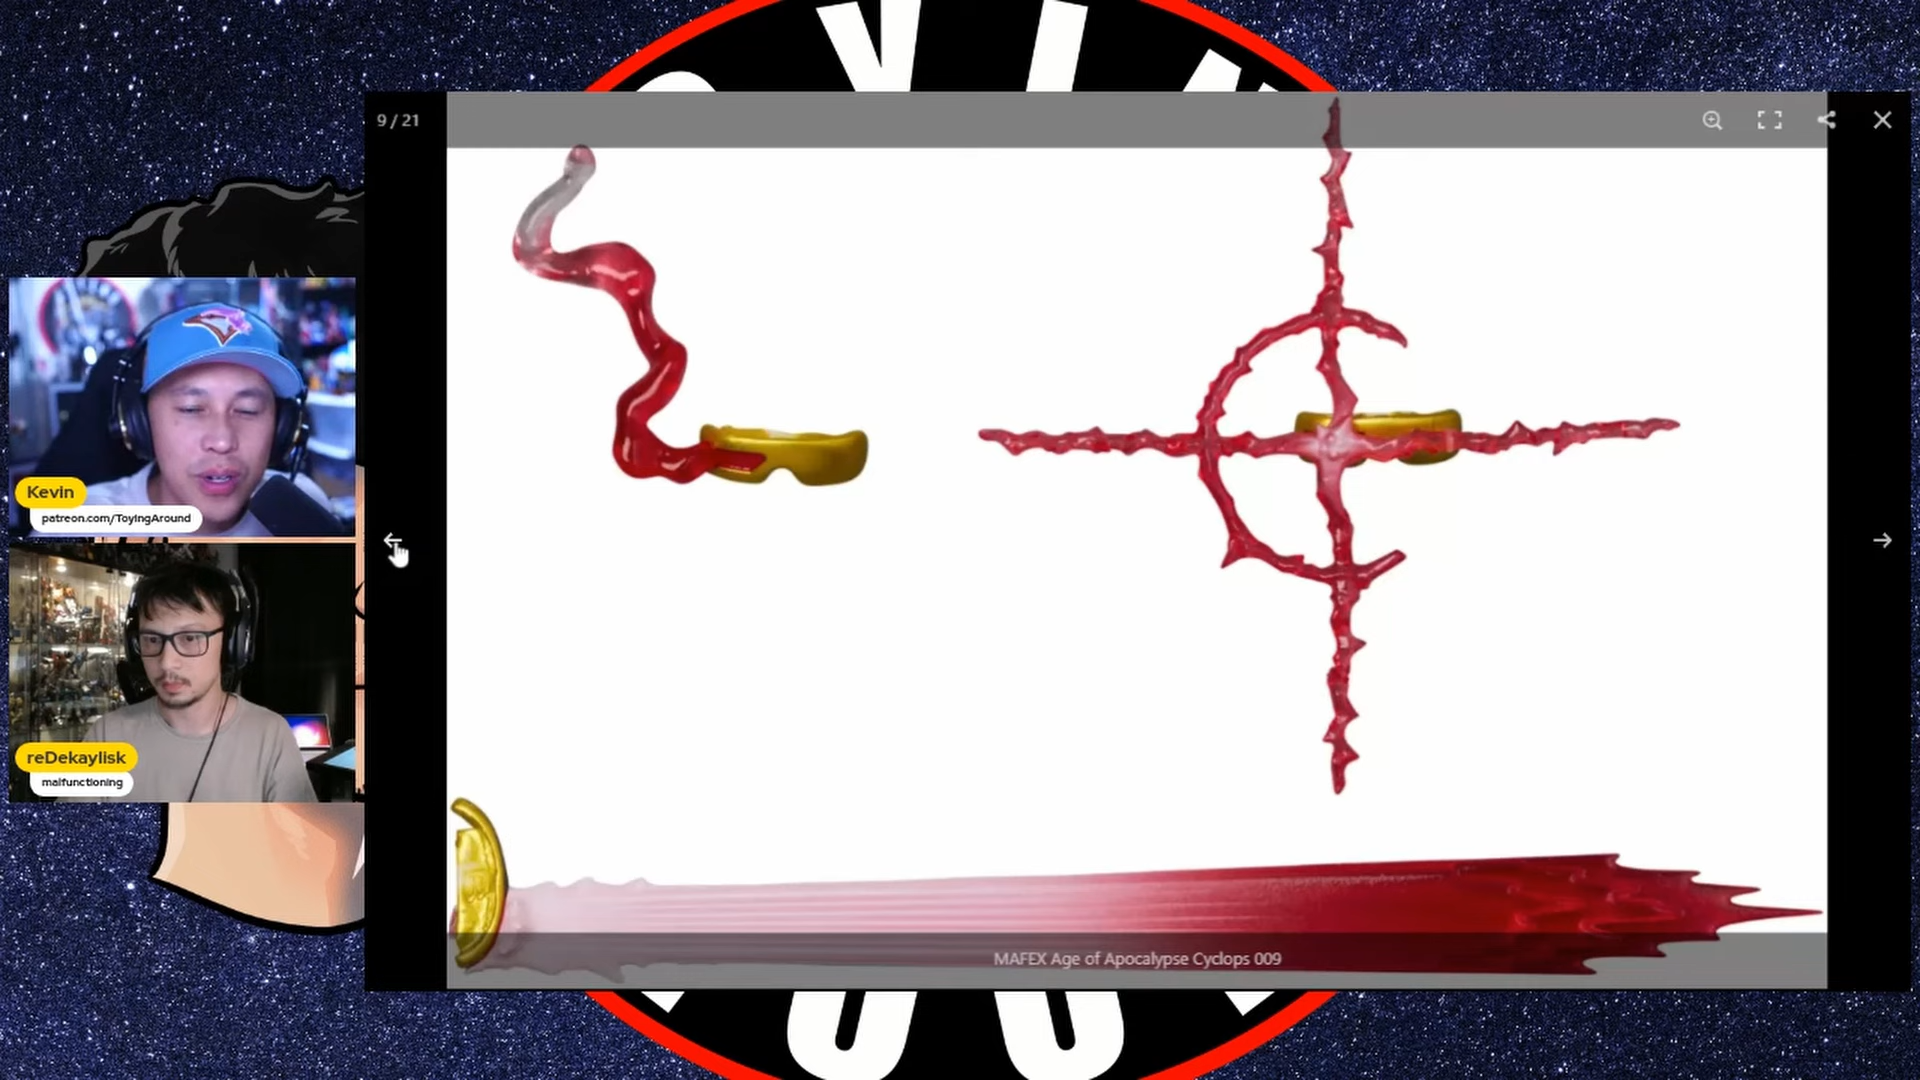 9 / 21
Kevin
patreon.com/ToyingAround
reDekaylisk
malfunctioning
MAFEX Age of Apocalypse Cyclops 009